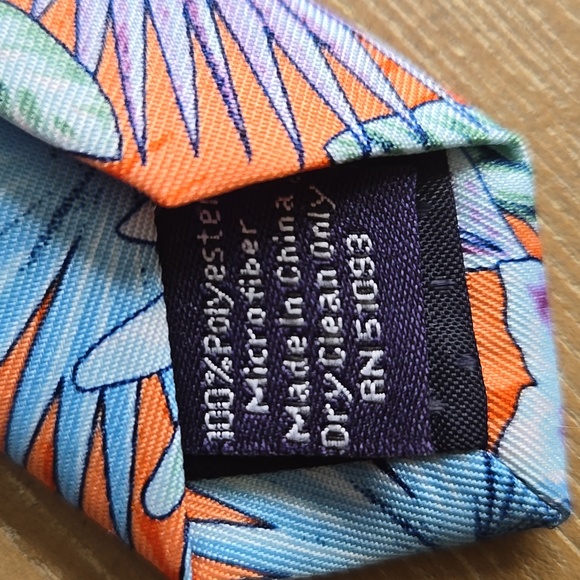 100% Polyester
Microfiber
Made In China
Dry Clean Only
RN 51093